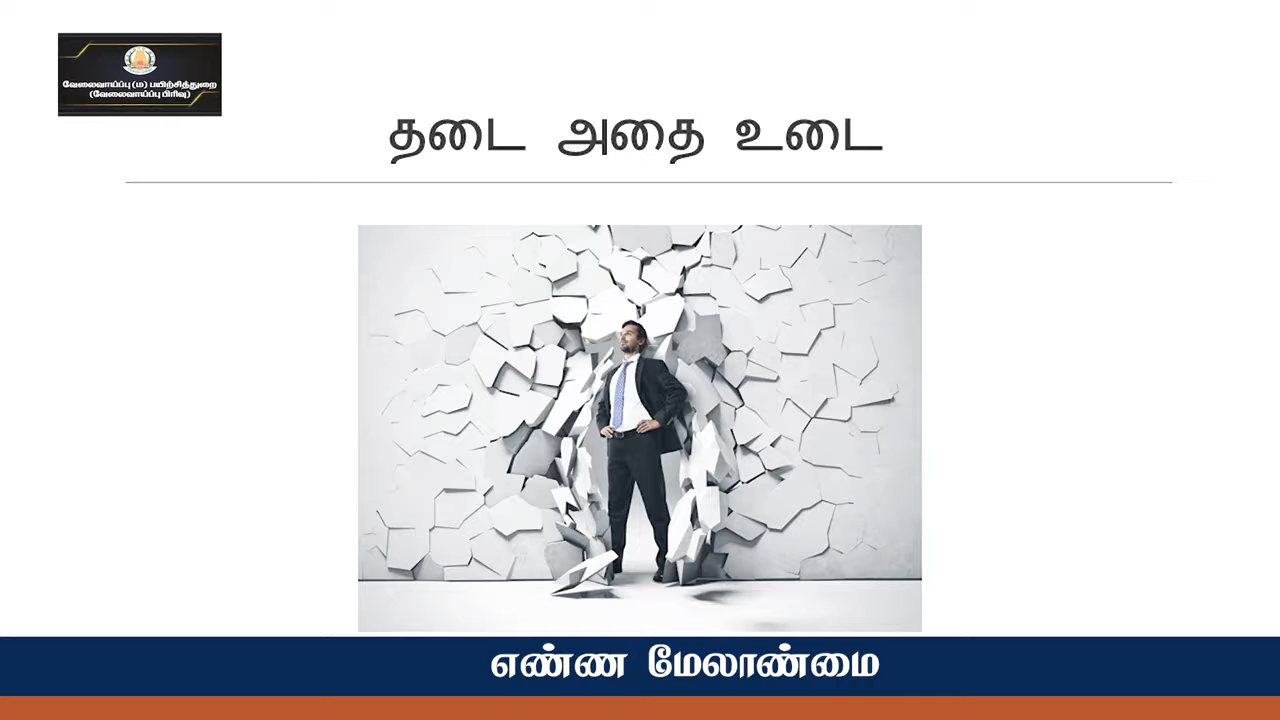 வேலைவாய்ப்பு (ம) பயிற்சித்துறை
(வேலைவாய்ப்பு பிரிவு)
தடை அதை உடை
எண்ண மேலாண்மை